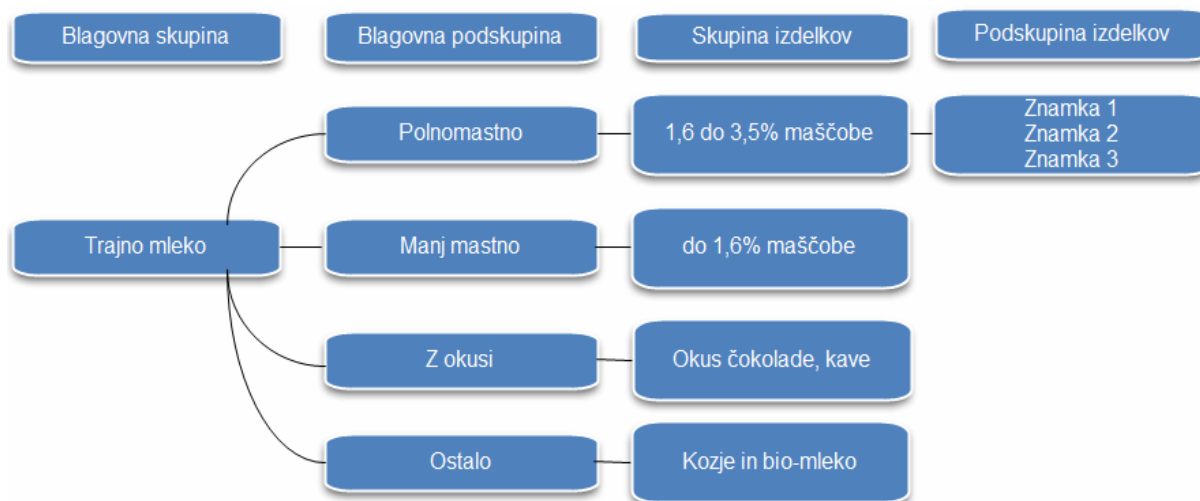 Blagovna skupina
Blagovna podskupina
Skupina izdelkov
Podskupina izdelkov
Polnomastno
1,6 do 3,5% maščobe
Znamka 1
Znamka 2
Znamka 3
Trajno mleko
Manj mastno
do 1,6% maščobe
Z okusi
Okus čokolade, kave
Ostalo
Kozje in bio-mleko